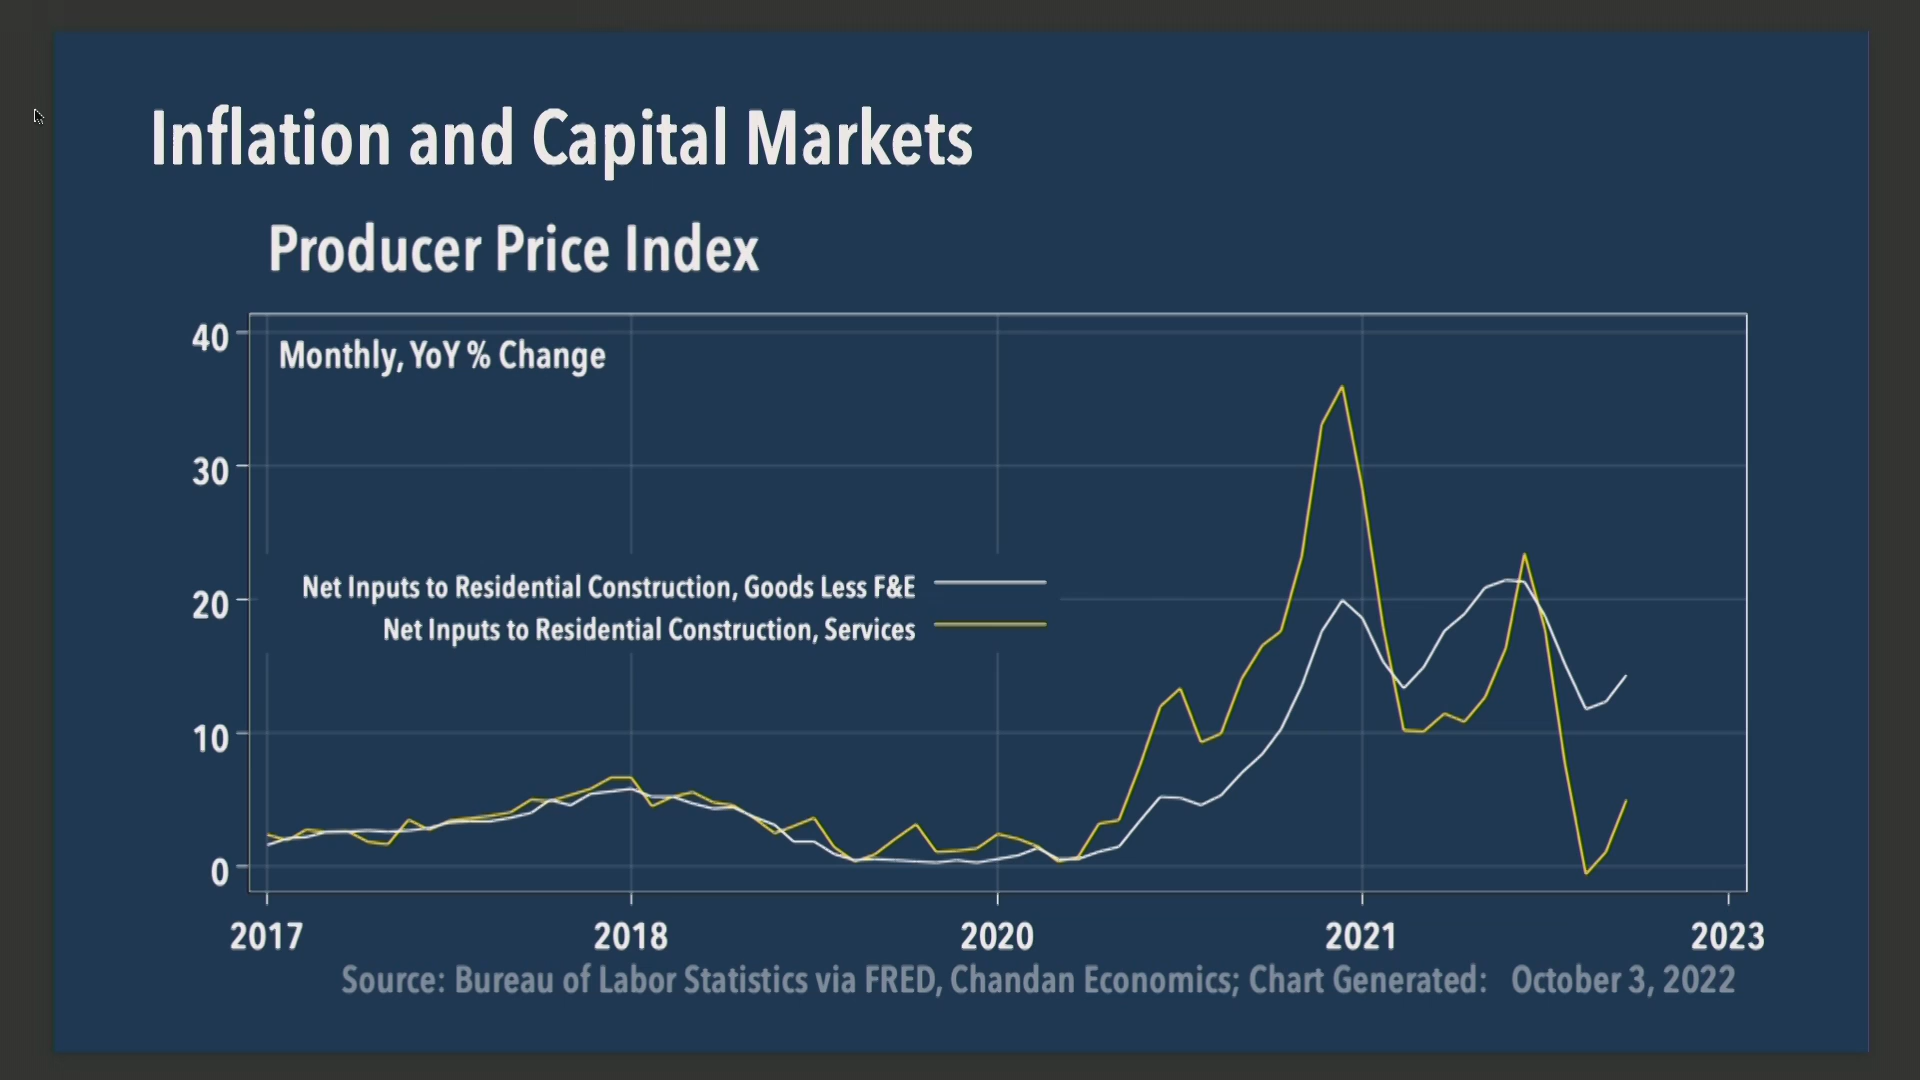 Inflation and Capital Markets
Producer Price Index
40
Monthly, YoY % Change
30
Net Inputs to Residential Construction, Goods Less F&E
20
Net Inputs to Residential Construction, Services
10
0
2017 2018 2020 2021 2023
Source: Bureau of Labor Statistics via FRED, Chandan Economics; Chart Generated: October 3, 2022